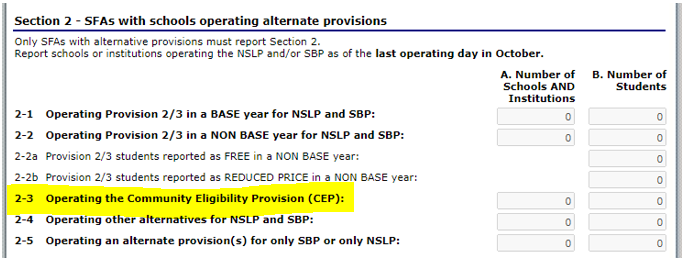 Section 2 - SFAs with schools operating alternate provisions
Only SFAs with alternative provisions must report Section 2.
Report schools or institutions operating the NSLP and/or SBP as of the last operating day in October.
A. Number of Schools AND Institutions
B. Number of Students
2-1 Operating Provision 2/3 in a BASE year for NSLP and SBP: 0 0
2-2 Operating Provision 2/3 in a NON BASE year for NSLP and SBP: 0 0
2-2a Provision 2/3 students reported as FREE in a NON BASE year: 0
2-2b Provision 2/3 students reported as REDUCED PRICE in a NON BASE year: 0
2-3 Operating the Community Eligibility Provision (CEP): 0 0
2-4 Operating other alternatives for NSLP and SBP: 0 0
2-5 Operating an alternate provision(s) for only SBP or only NSLP: 0 0